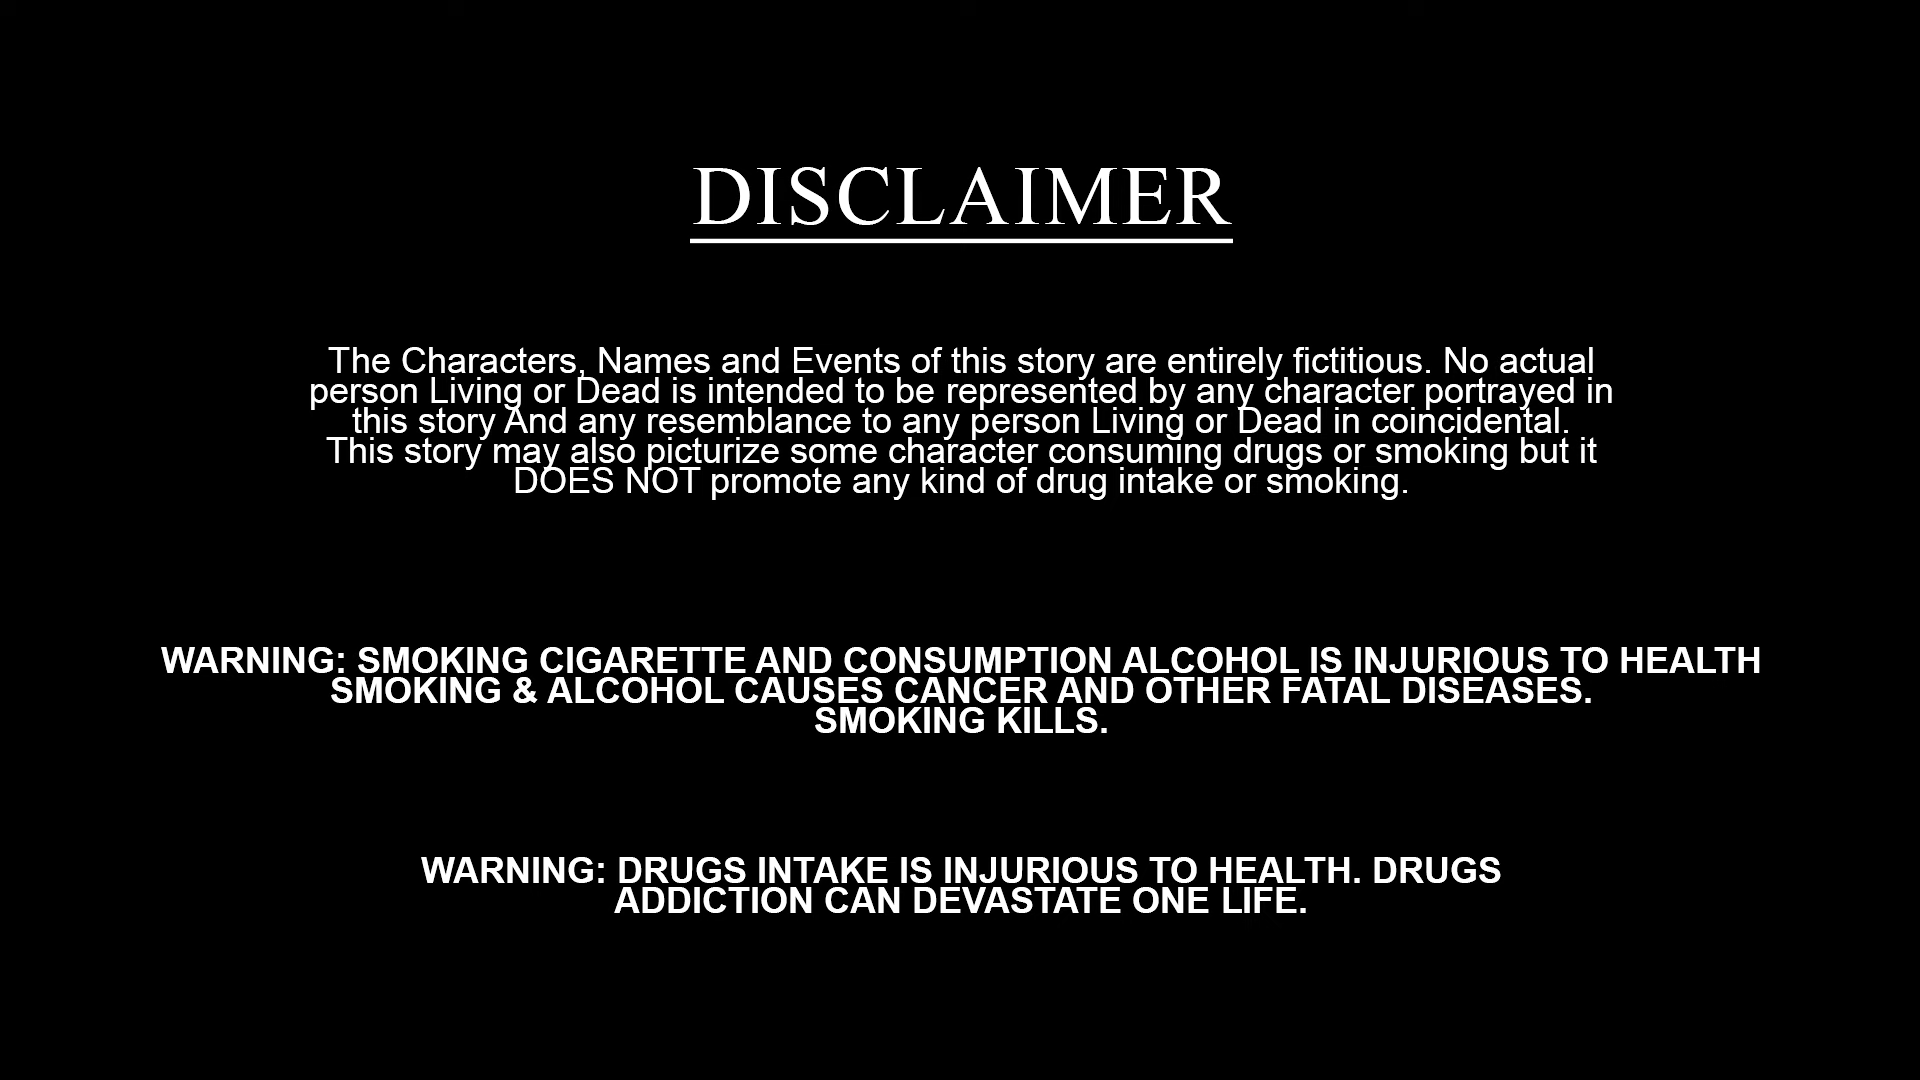 DISCLAIMER
The Characters, Names and Events of this story are entirely fictitious. No actual
person Living or Dead is intended to be represented by any character portrayed in
this story And any resemblance to any person Living or Dead in coincidental.
This story may also picturize some character consuming drugs or smoking but it
DOES NOT promote any kind of drug intake or smoking.
WARNING: SMOKING CIGARETTE AND CONSUMPTION ALCOHOL IS INJURIOUS TO HEALTH
SMOKING & ALCOHOL CAUSES CANCER AND OTHER FATAL DISEASES.
SMOKING KILLS.
WARNING: DRUGS INTAKE IS INJURIOUS TO HEALTH. DRUGS
ADDICTION CAN DEVASTATE ONE LIFE.